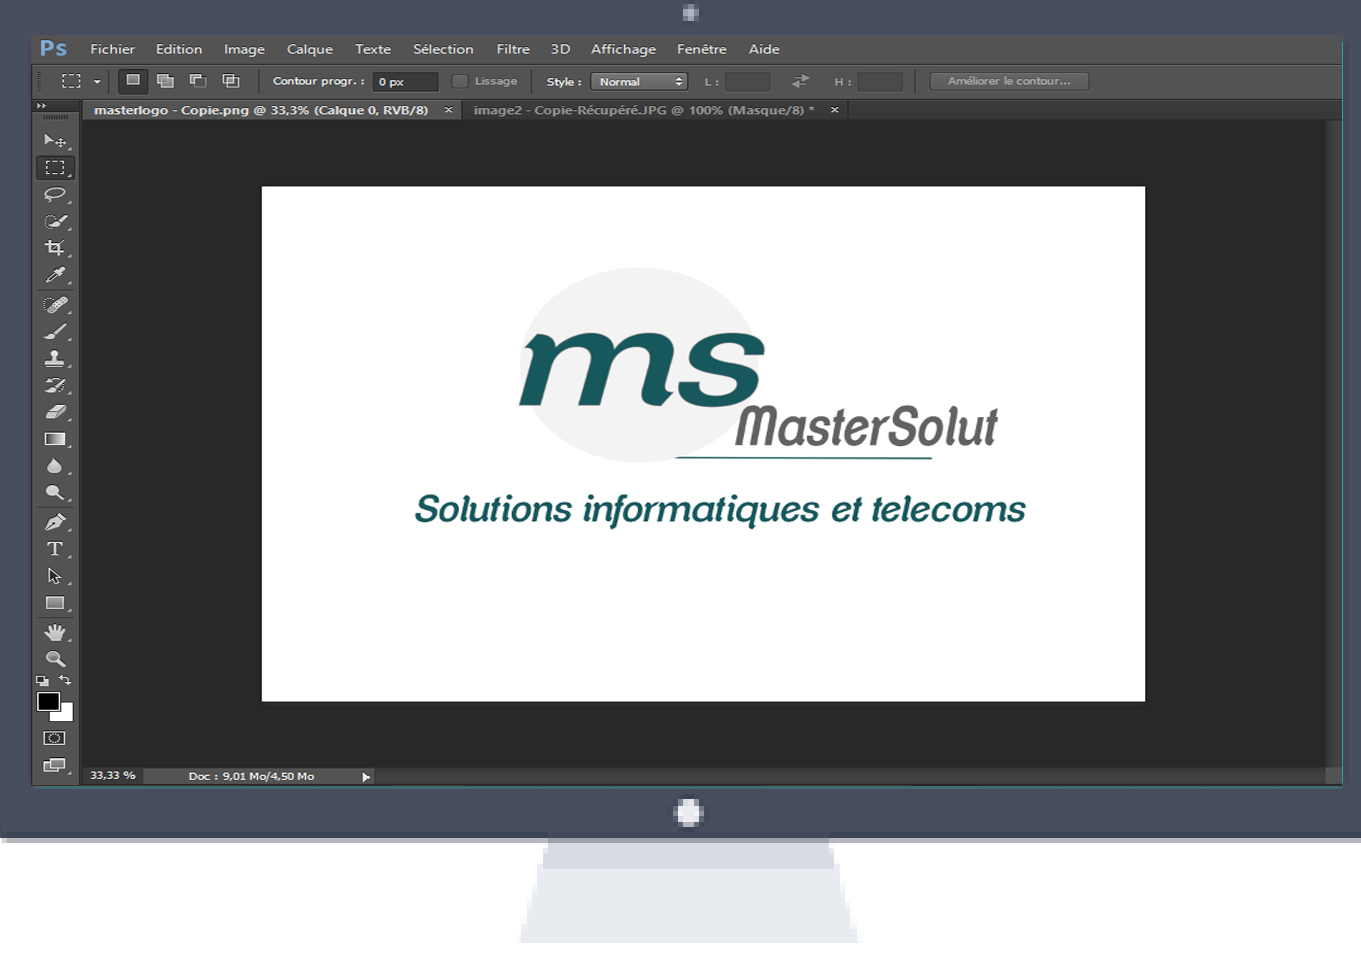 Ps Fichier Edition Image Calque Texte Sélection Filtre 3D Affichage Fenêtre Aide
Contour progr. : 0 px Lissage Style : Normal L : H : Améliorer le contour...
masterlogo - Copie.png @ 33,3% (Calque 0, RVB/8) × image2 - Copie-Récupéré.JPG @ 100% (Masque/8) * ×
ms
MasterSolut
Solutions informatiques et telecoms
T
33,33 % Doc : 9,01 Mo/4,50 Mo